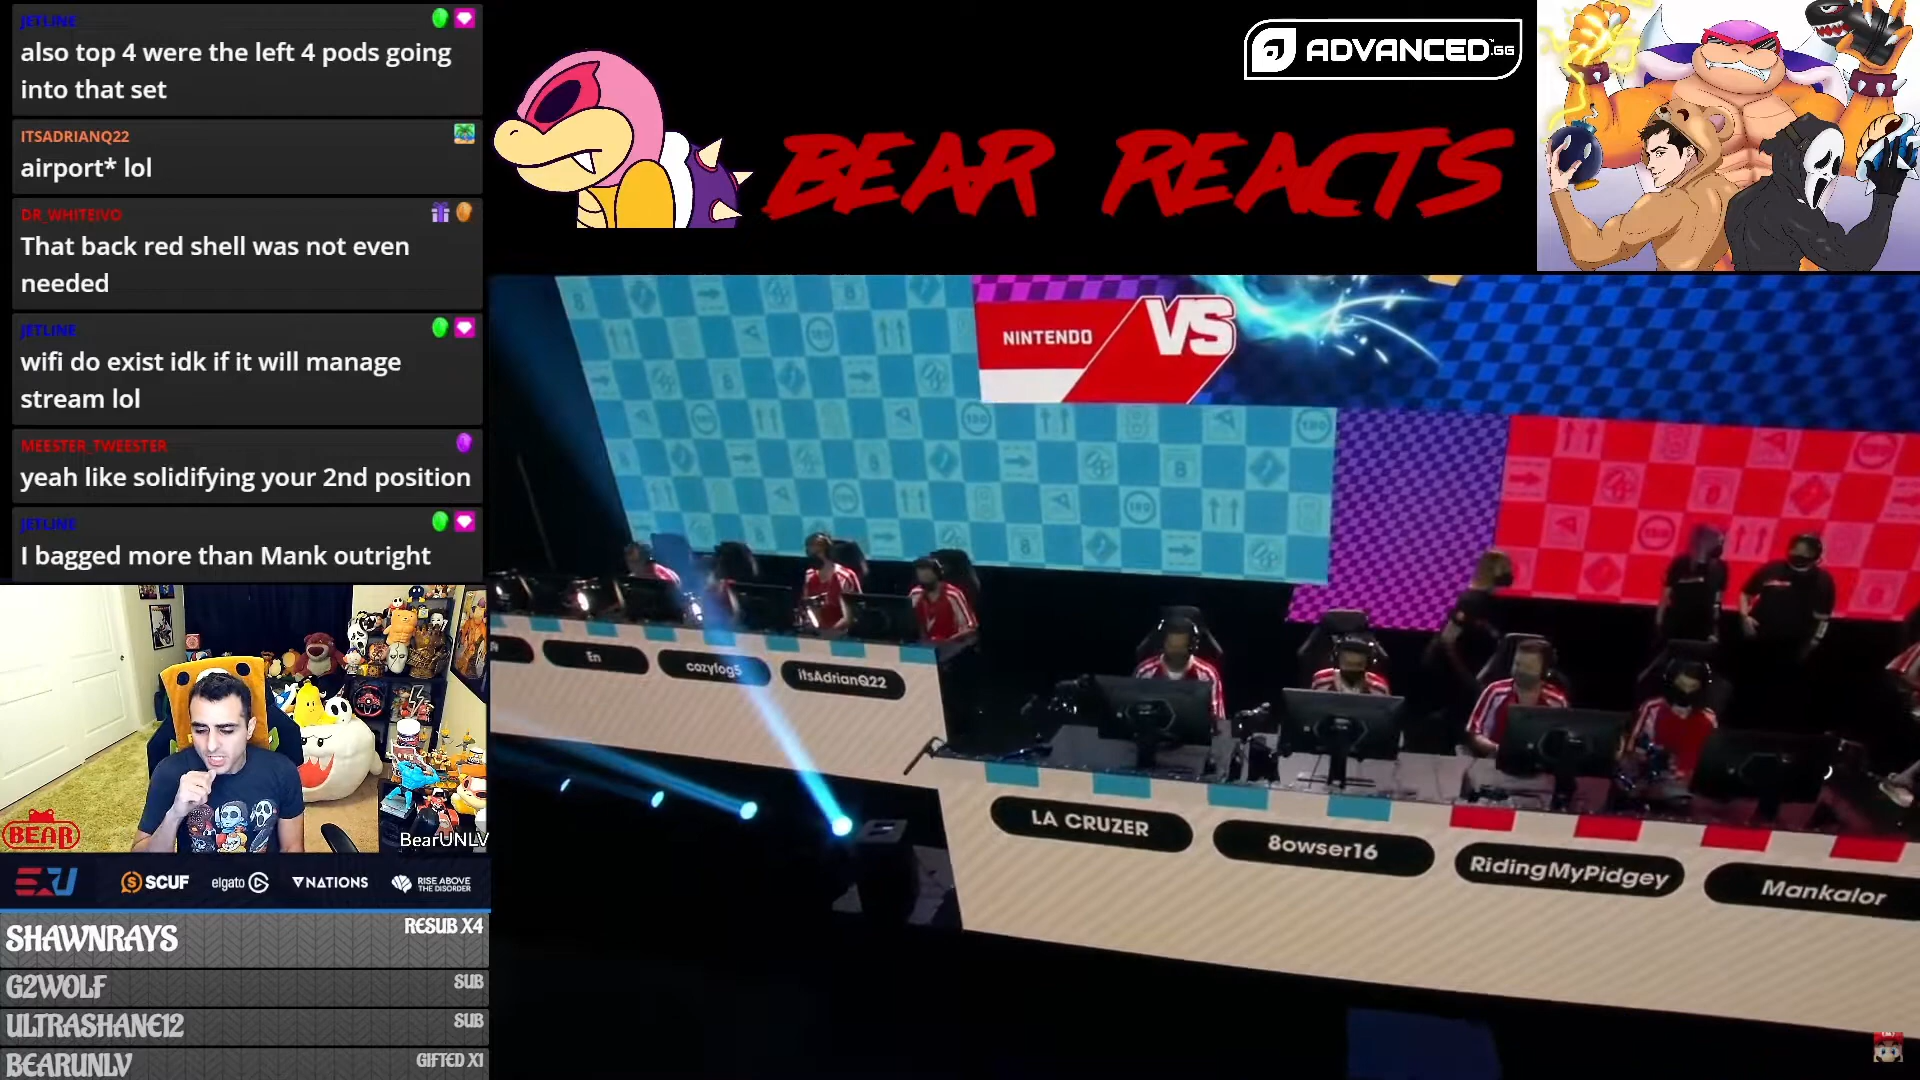 JETLINE
also top 4 were the left 4 pods going
into that set
ITSADRIANQ22
airport* lol
DR_WHITEIVO
That back red shell was not even
needed
JETLINE
wifi do exist idk if it will manage
stream lol
MEESTER_TWEESTER
yeah like solidifying your 2nd position
JETLINE
I bagged more than Mank outright
ADVANCED.GG
BEAR REACTS
NINTENDO
VS
En
cozyfog5
itsAdrianQ22
LA CRUZER
8owser16
RidingMyPidgey
Mankalor
BEAR
BearUNLV
EXU
SCUF
elgato
NATIONS
RISE ABOVE
THE DISORDER
SHAWNRAYS
RESUB X4
G2WOLF
SUB
ULTRASHANE12
SUB
BEARUNLV
GIFTED X1